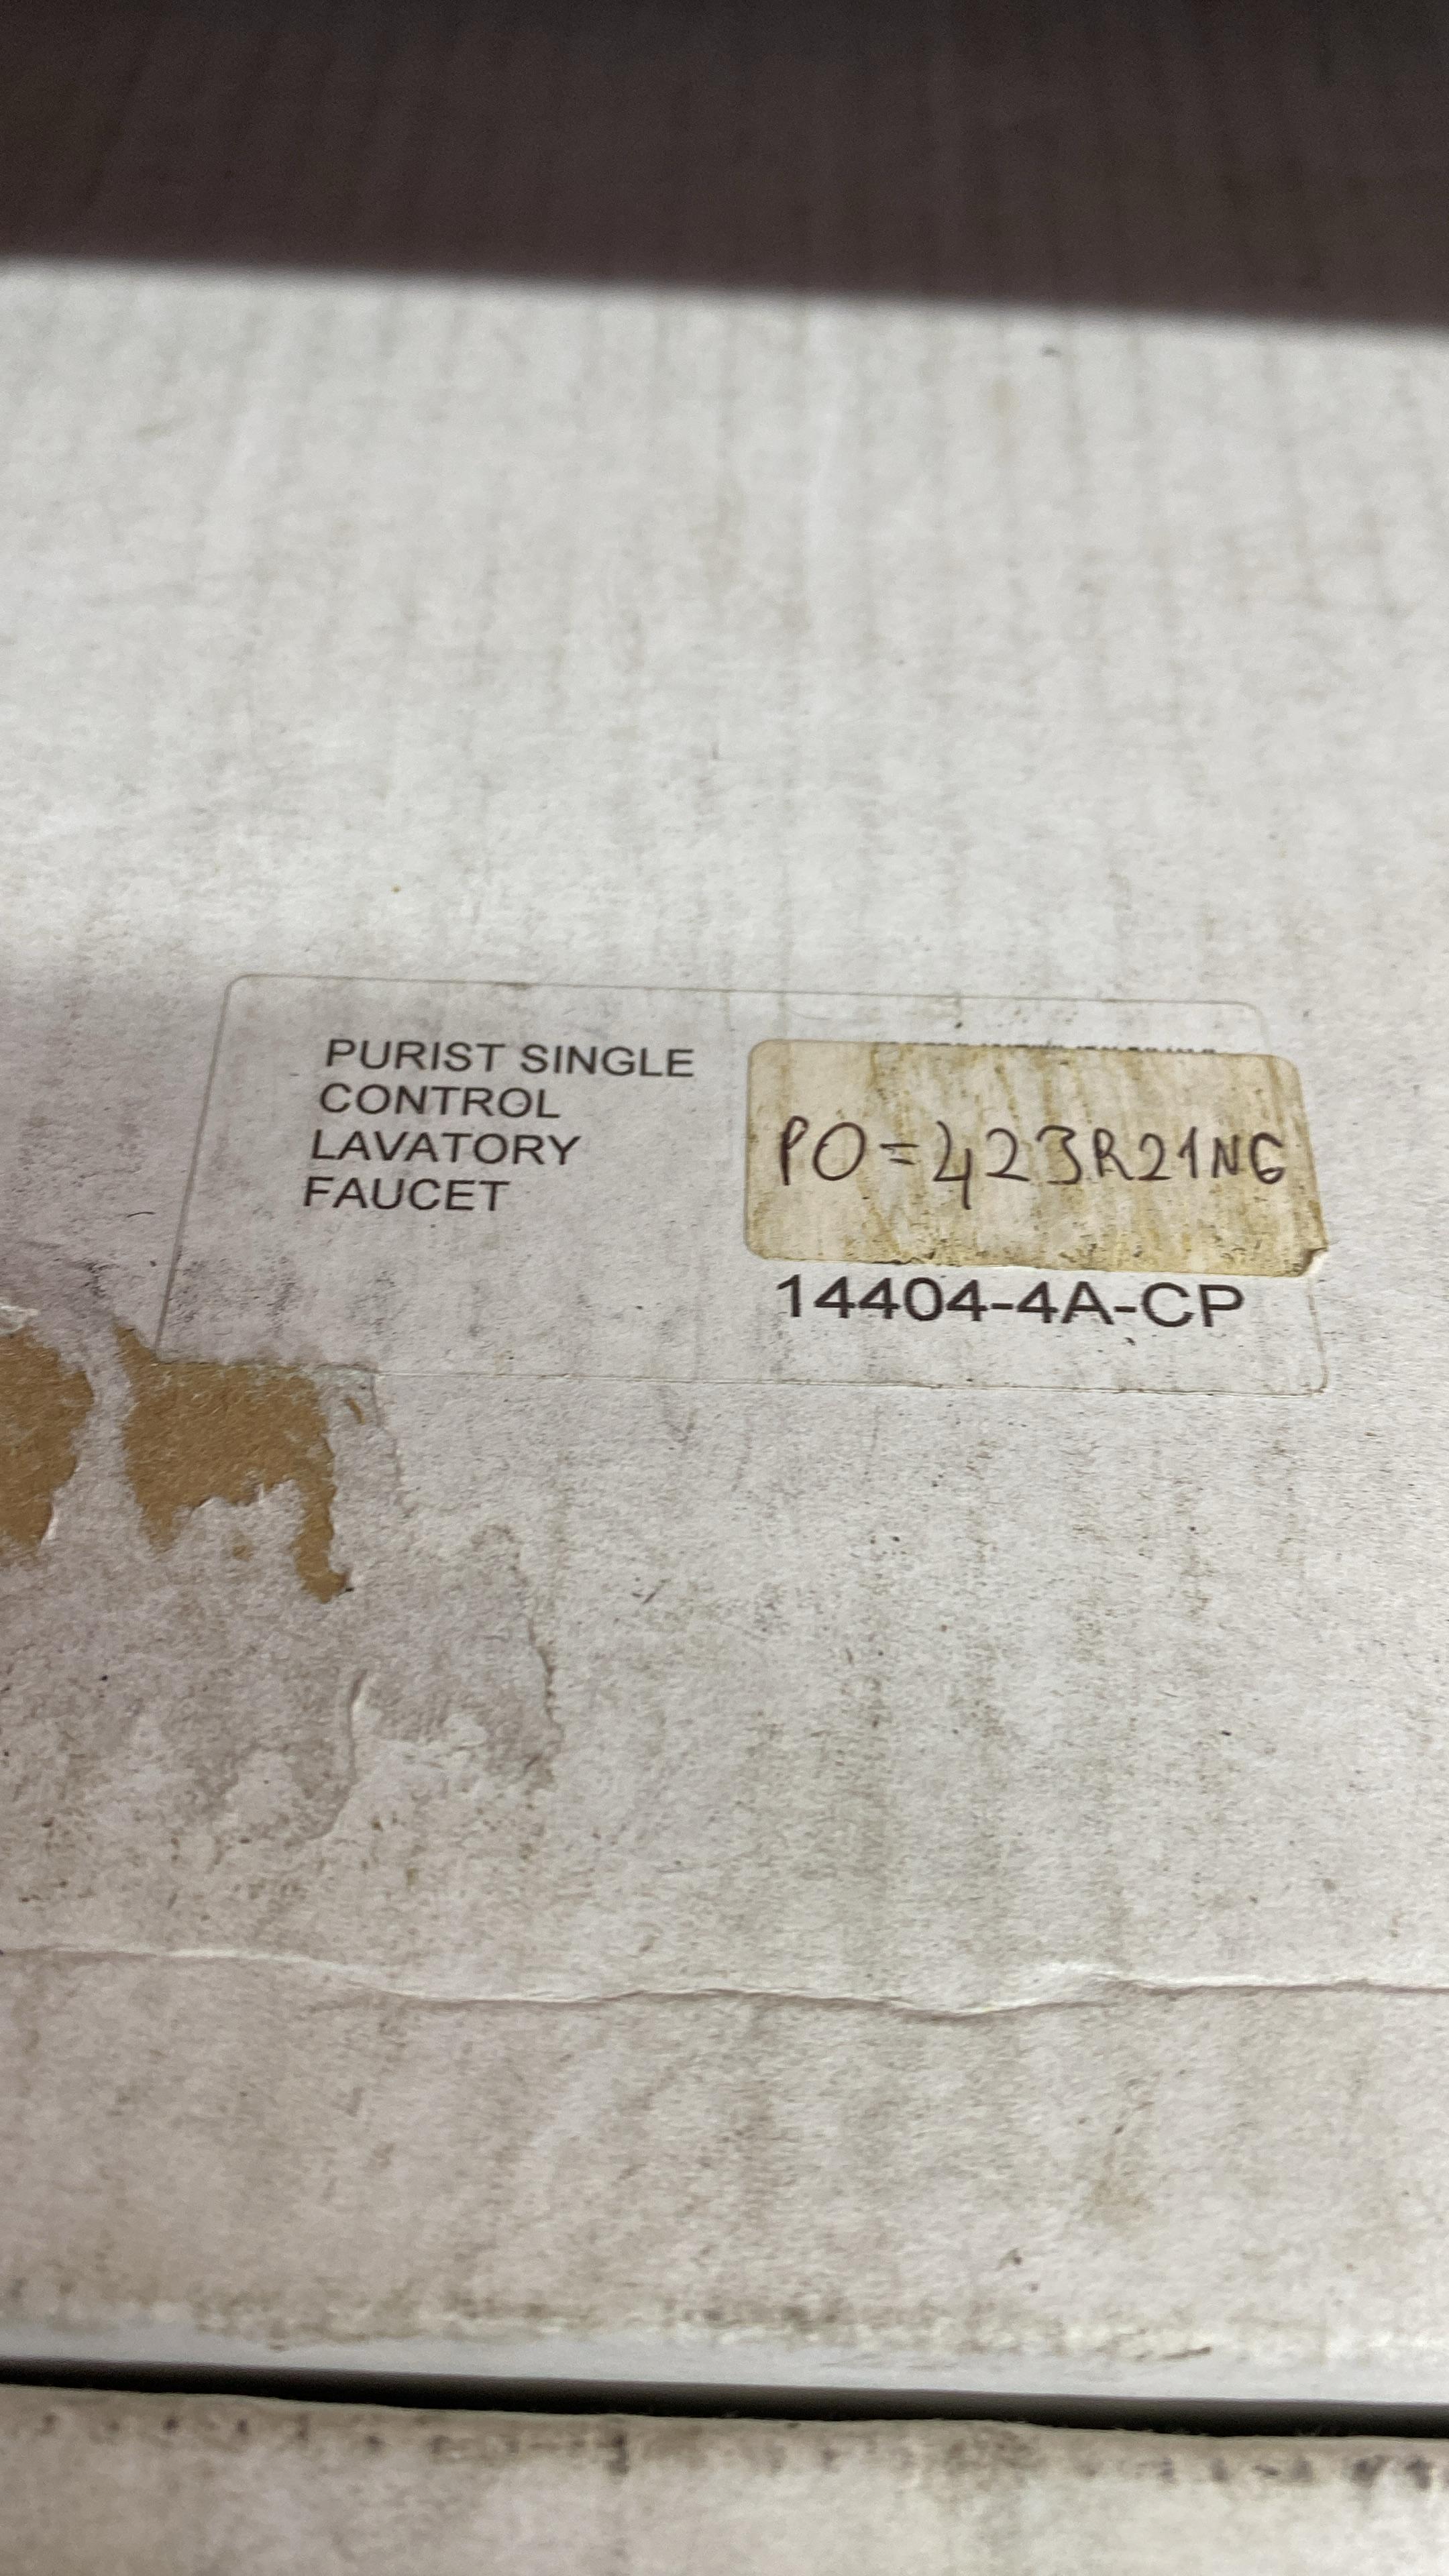 PURIST SINGLE
CONTROL
LAVATORY
FAUCET
PO=423R21NG
14404-4A-CP